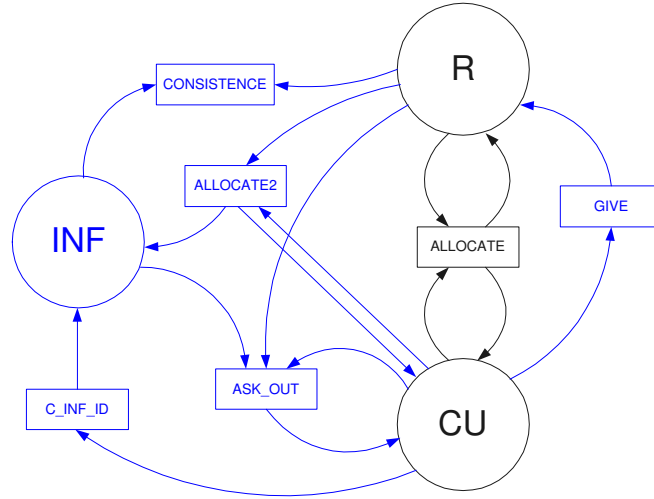 R
CONSISTENCE
ALLOCATE2
GIVE
INF
ALLOCATE
ASK_OUT
C_INF_ID
CU